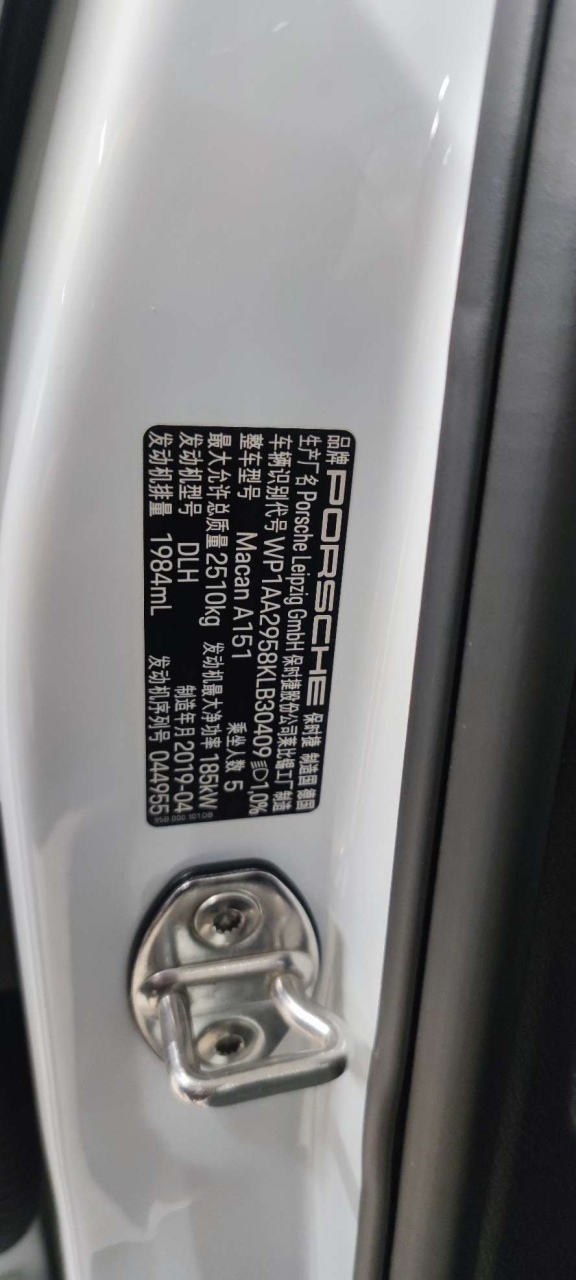 品牌 PORSCHE 保时捷 制造国 德国
生产厂名 Porsche Leipzig GmbH 保时捷股份公司莱比锡工厂制造
车辆识别代号 WP1AA2958KLB30409 1.0%
整车型号 Macan A151 乘坐人数 5
最大允许总质量 2510kg 发动机最大净功率 185kW
发动机型号 DLH 制造年月 2019-04
发动机排量 1984mL 发动机序列号 044955
95B 000 101.DB